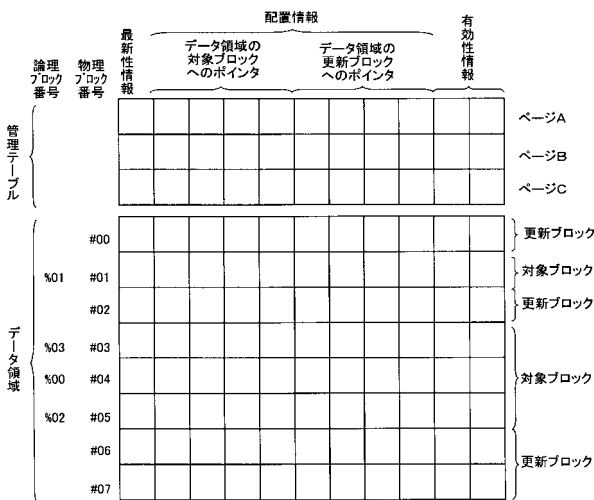 配置情報
最新性情報
データ領域の
対象ブロック
へのポインタ
データ領域の
更新ブロック
へのポインタ
有効性情報
論理
ブロック
番号
物理
ブロック
番号
管理テーブル
ページA
ページB
ページC
データ領域
#00
更新ブロック
%01 #01
対象ブロック
#02
更新ブロック
%03 #03
%00 #04
対象ブロック
%02 #05
#06
更新ブロック
#07